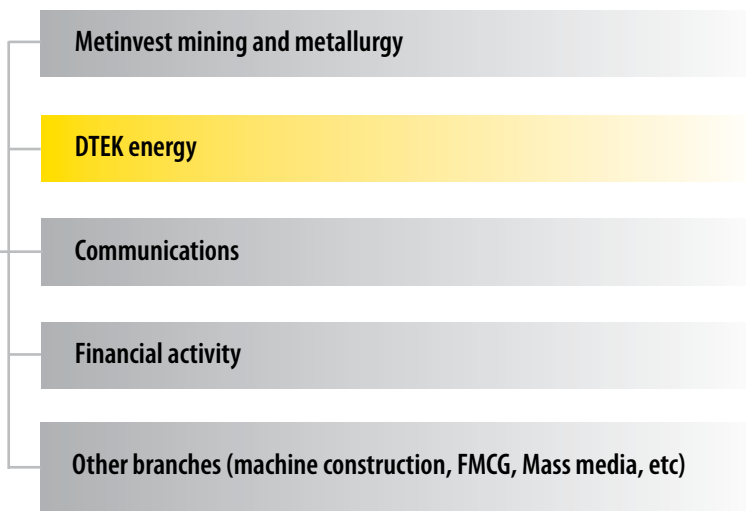 Metinvest mining and metallurgy
DTEK energy
Communications
Financial activity
Other branches (machine construction, FMCG, Mass media, etc)